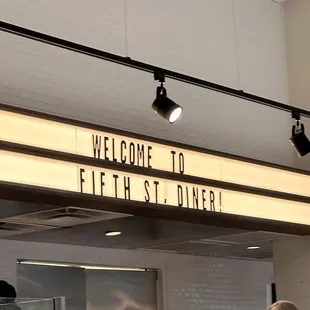 WELCOME TO
FIFTH ST. DINER!